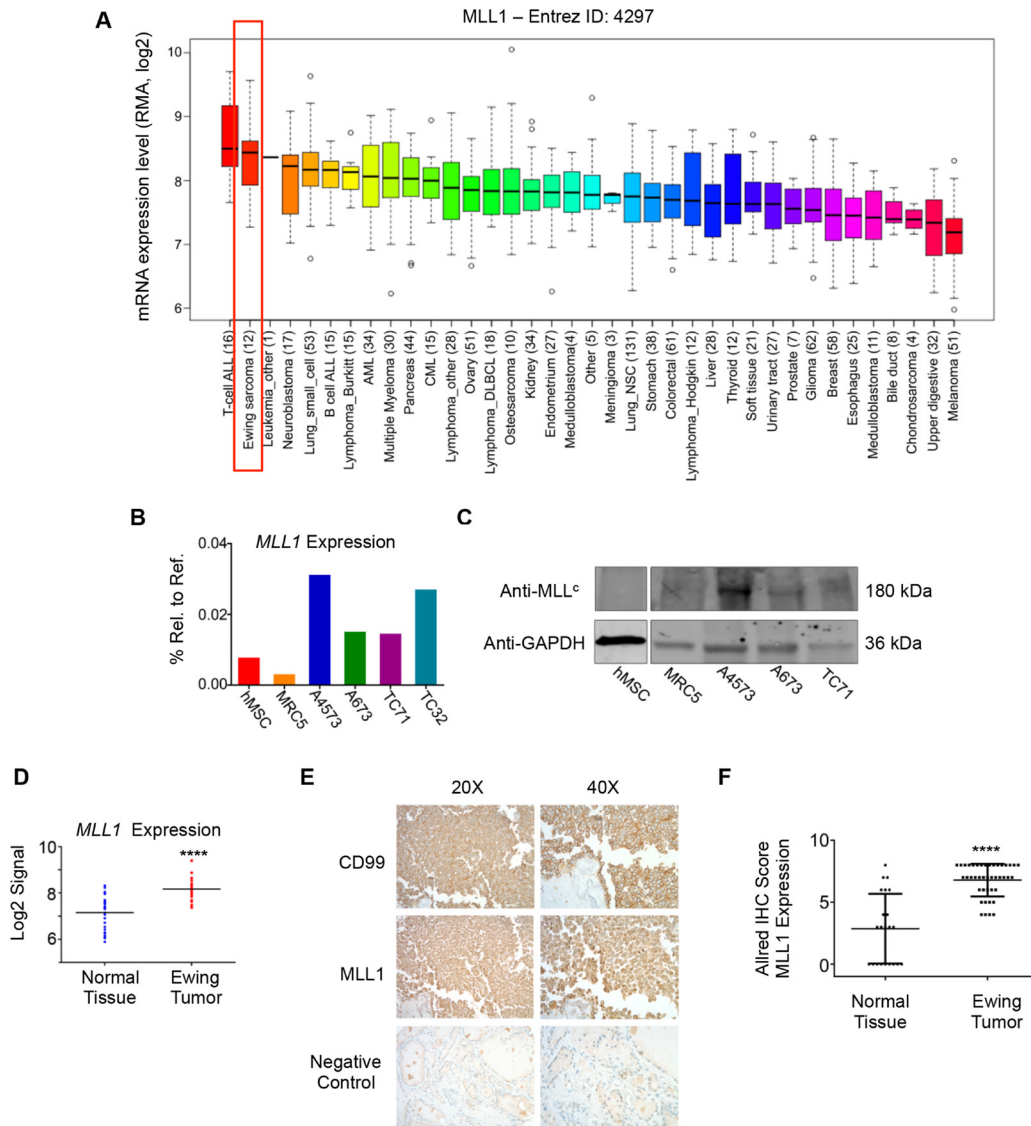 A
MLL1 – Entrez ID: 4297
mRNA expression level (RMA, log2)
10
9
8
7
6
T-cell ALL (16)
Ewing sarcoma (12)
Leukemia_other (1)
Neuroblastoma (17)
Lung_small_cell (53)
B cell ALL (15)
Lymphoma_Burkitt (15)
AML (34)
Multiple Myeloma (30)
Pancreas (44)
CML (15)
Lymphoma_other (28)
Ovary (51)
Lymphoma_DLBCL (18)
Osteosarcoma (10)
Kidney (34)
Endometrium (27)
Medulloblastoma(4)
Other (5)
Meningioma (3)
Lung_NSC (131)
Stomach (38)
Colorectal (61)
Lymphoma_Hodgkin (12)
Liver (28)
Thyroid (12)
Soft tissue (21)
Urinary tract (27)
Prostate (7)
Glioma (62)
Breast (58)
Esophagus (25)
Medulloblastoma (11)
Bile duct (8)
Chondrosarcoma (4)
Upper digestive (32)
Melanoma (51)
B
MLL1 Expression
% Rel. to Ref.
0.04
0.02
0.00
hMSC
MRC5
A4573
A673
TC71
TC32
C
Anti-MLLᶜ
180 kDa
Anti-GAPDH
36 kDa
hMSC
MRC5
A4573
A673
TC71
D
MLL1 Expression
Log2 Signal
10
8
6
****
Normal
Tissue
Ewing
Tumor
E
20X
40X
CD99
MLL1
Negative
Control
F
Allred IHC Score
MLL1 Expression
10
5
0
****
Normal
Tissue
Ewing
Tumor